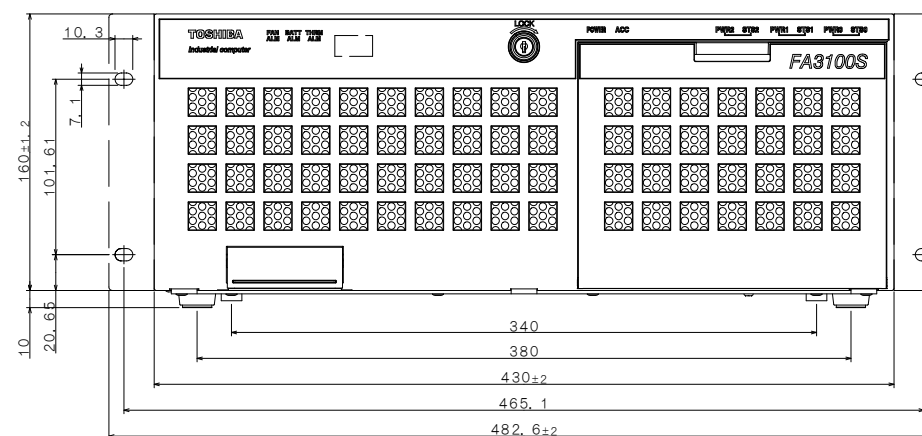 TOSHIBA
Industrial computer
FAN BATT THRM
ALM ALM ALM
LOCK
POWER ACC
PWR2 STS2 PWR1 STS1 PWR0 STS0
FA3100S
10.3
7.1
160±1.2
101.61
20.65
10
340
380
430±2
465.1
482.6±2